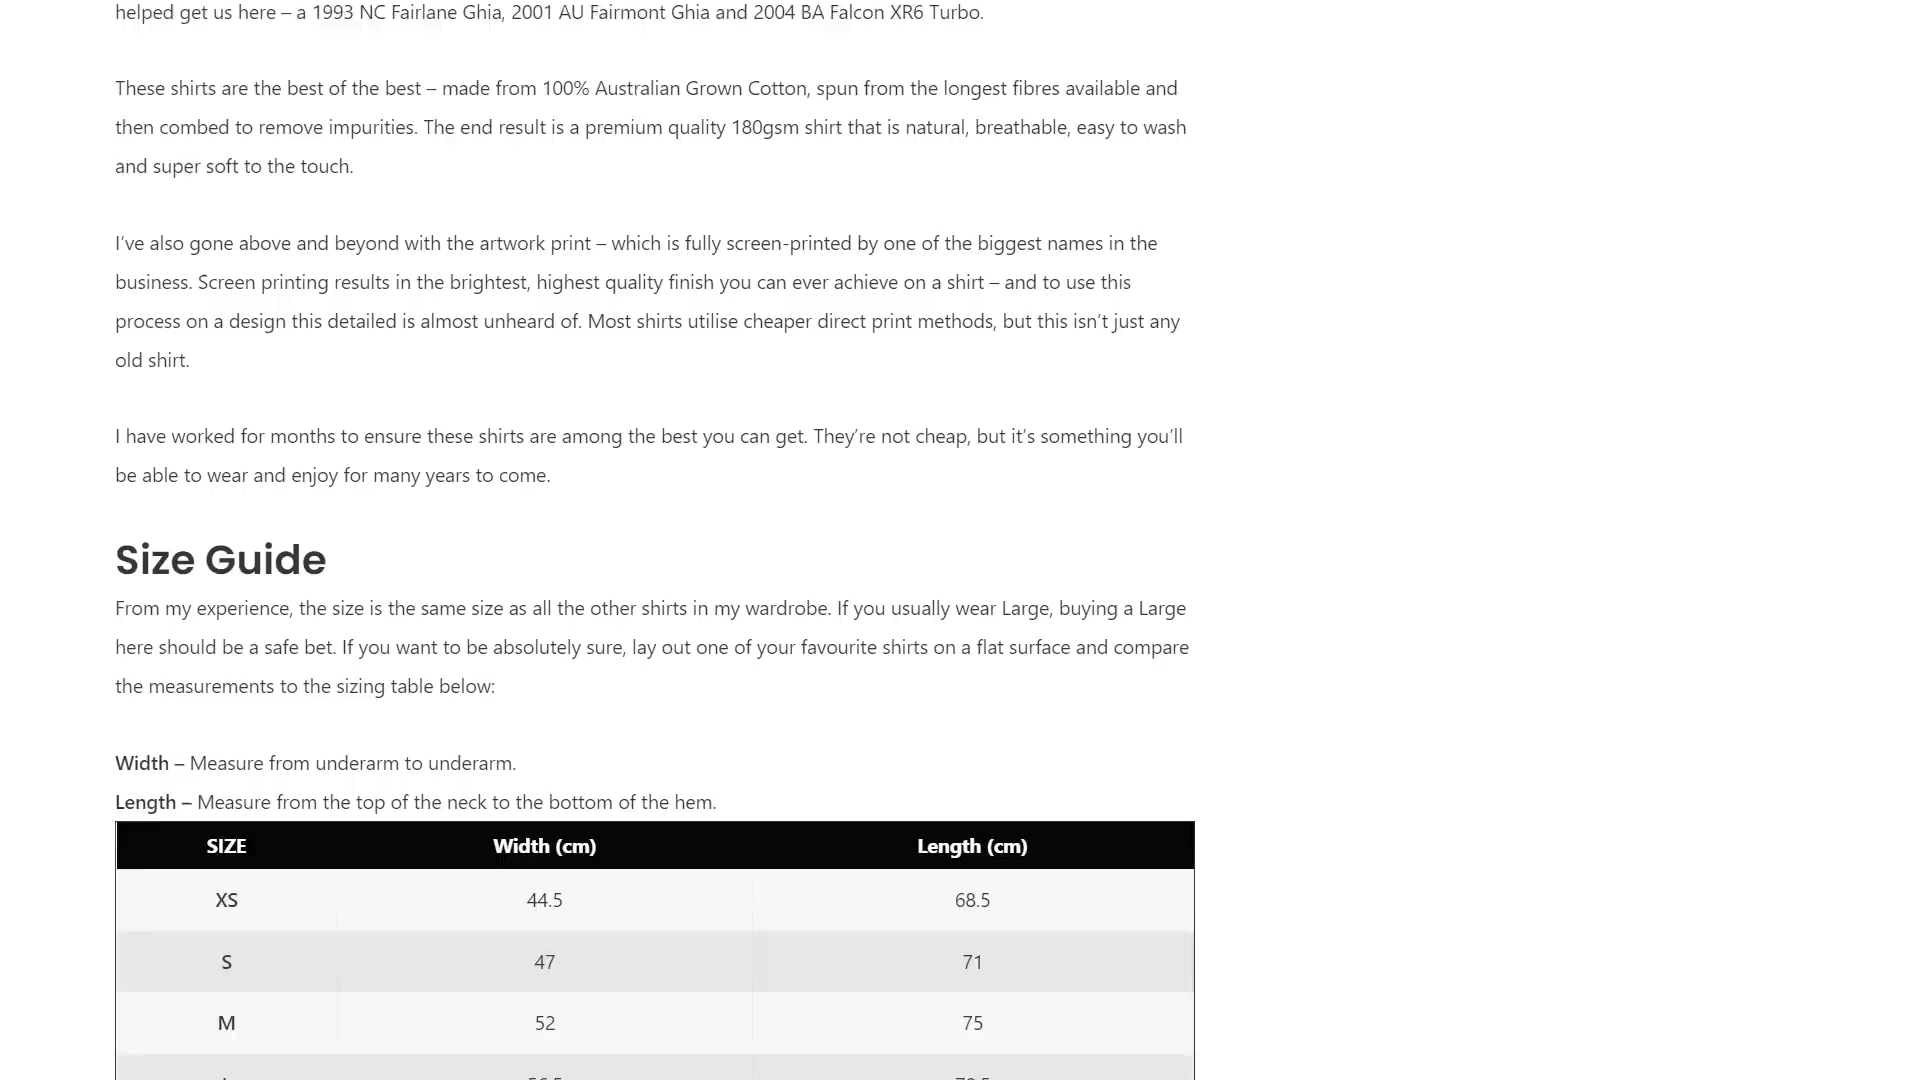 helped get us here – a 1993 NC Fairlane Ghia, 2001 AU Fairmont Ghia and 2004 BA Falcon XR6 Turbo.
These shirts are the best of the best – made from 100% Australian Grown Cotton, spun from the longest fibres available and
then combed to remove impurities. The end result is a premium quality 180gsm shirt that is natural, breathable, easy to wash
and super soft to the touch.
I've also gone above and beyond with the artwork print – which is fully screen-printed by one of the biggest names in the
business. Screen printing results in the brightest, highest quality finish you can ever achieve on a shirt – and to use this
process on a design this detailed is almost unheard of. Most shirts utilise cheaper direct print methods, but this isn't just any
old shirt.
I have worked for months to ensure these shirts are among the best you can get. They're not cheap, but it's something you'll
be able to wear and enjoy for many years to come.
Size Guide
From my experience, the size is the same size as all the other shirts in my wardrobe. If you usually wear Large, buying a Large
here should be a safe bet. If you want to be absolutely sure, lay out one of your favourite shirts on a flat surface and compare
the measurements to the sizing table below:
Width – Measure from underarm to underarm.
Length – Measure from the top of the neck to the bottom of the hem.
SIZE Width (cm) Length (cm)
XS 44.5 68.5
S 47 71
M 52 75